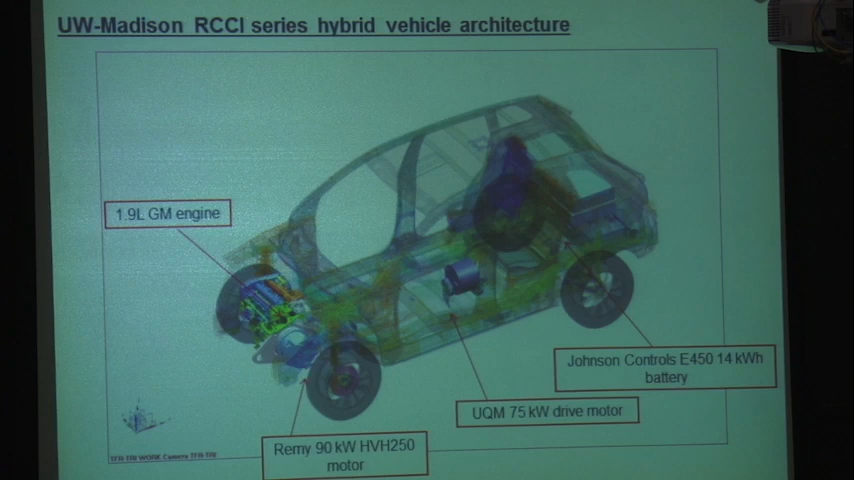 UW-Madison RCCI series hybrid vehicle architecture
1.9L GM engine
Johnson Controls E450 14 kWh
battery
UQM 75 kW drive motor
Remy 90 kW HVH250
motor